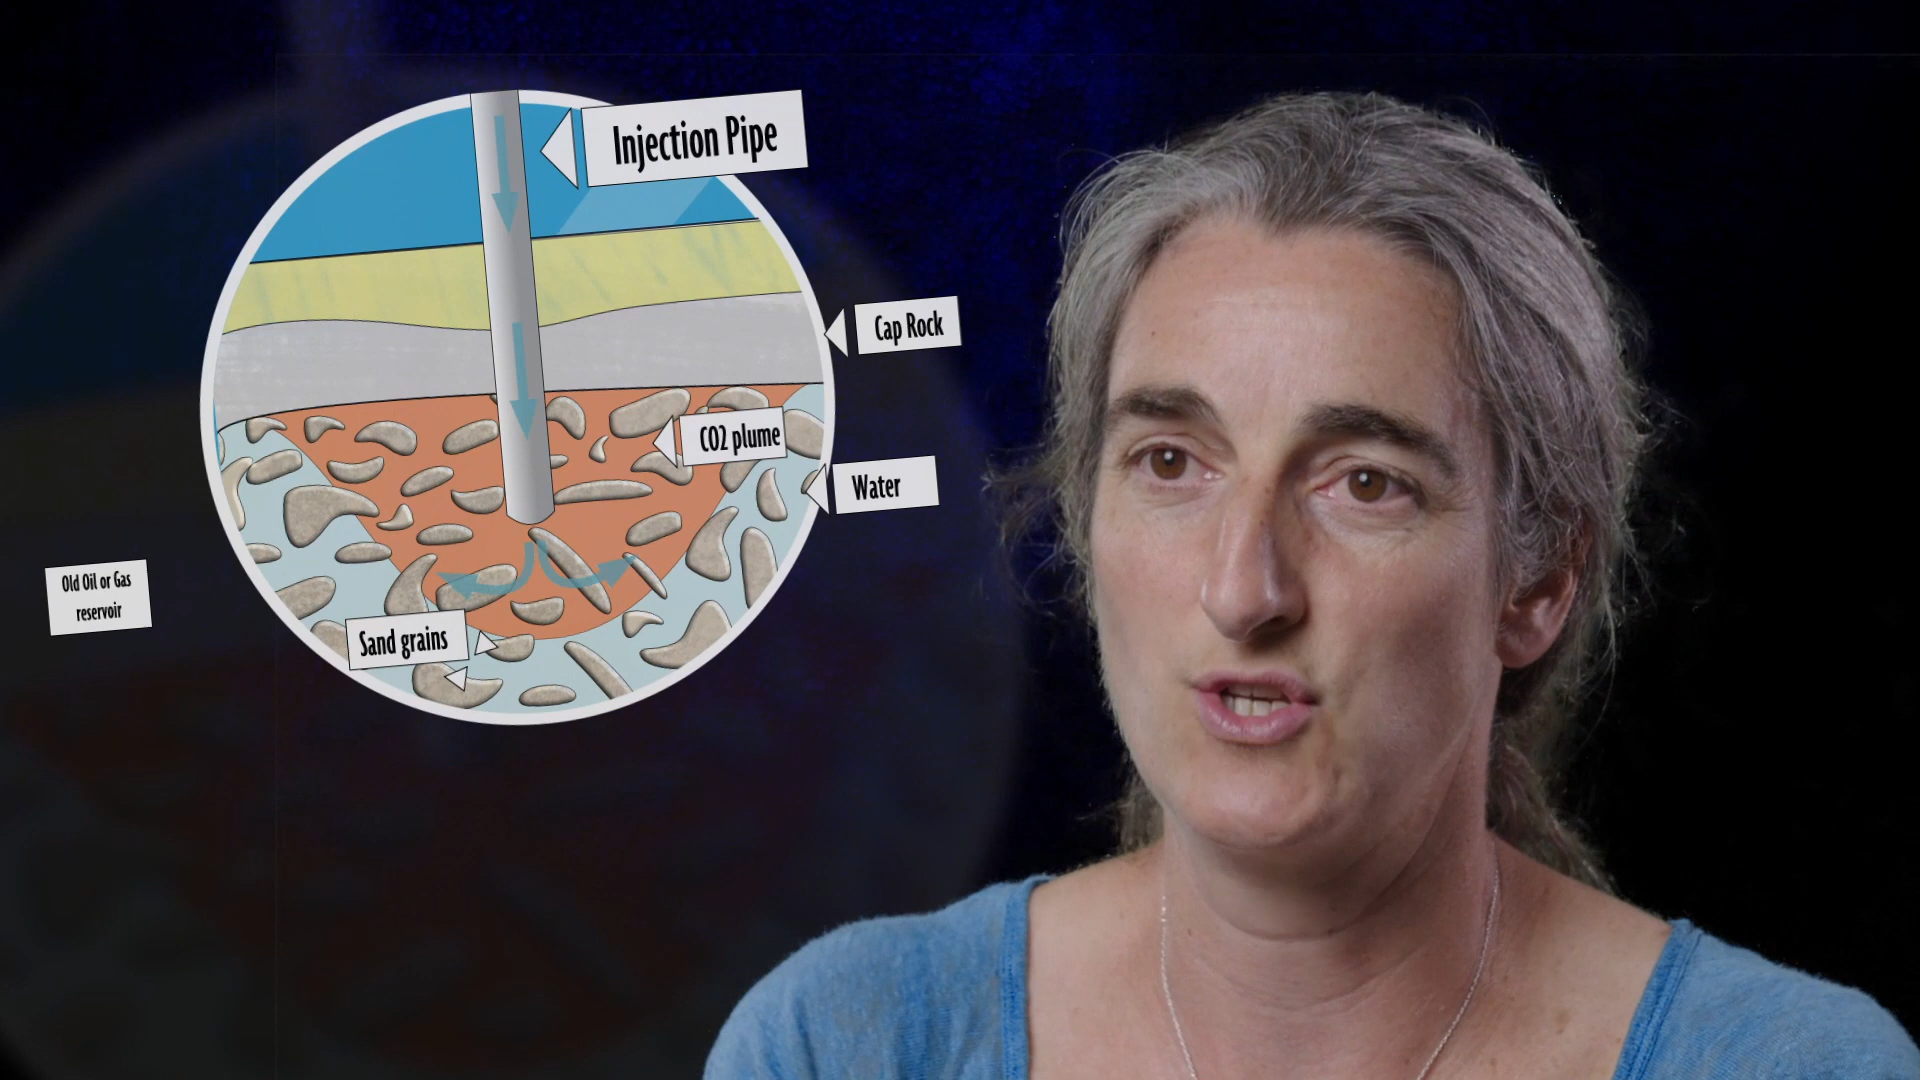 Injection Pipe
Cap Rock
CO2 plume
Water
Old Oil or Gas
reservoir
Sand grains